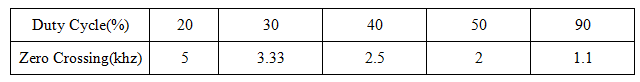 Duty Cycle(%) 20 30 40 50 90
Zero Crossing(khz) 5 3.33 2.5 2 1.1